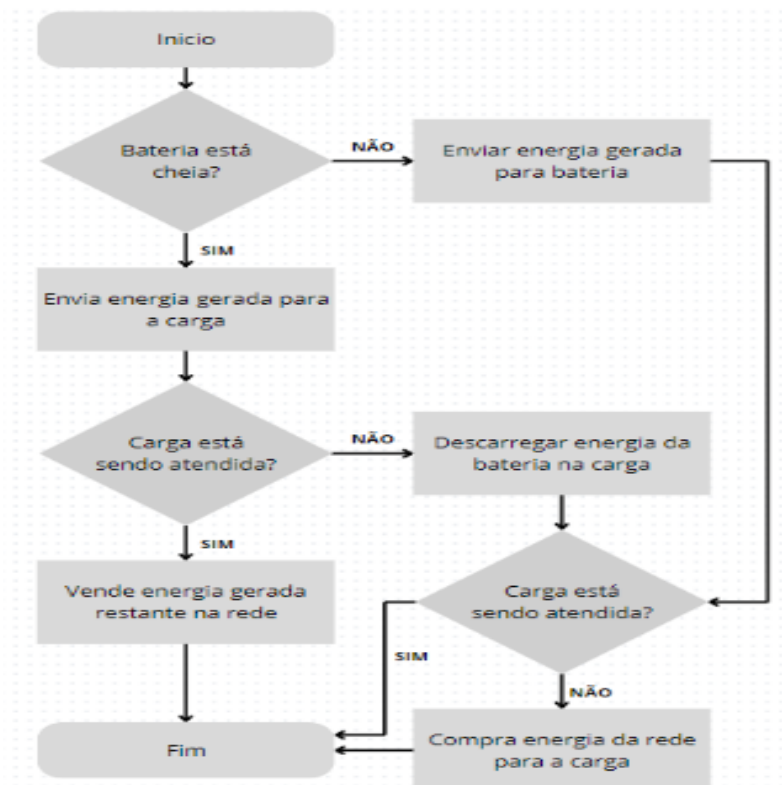 Inicio
Bateria está
cheia?
NÃO
Enviar energia gerada
para bateria
SIM
Envia energia gerada para
a carga
Carga está
sendo atendida?
NÃO
Descarregar energia da
bateria na carga
SIM
Vende energia gerada
restante na rede
Carga está
sendo atendida?
SIM
NÃO
Fim
Compra energia da rede
para a carga